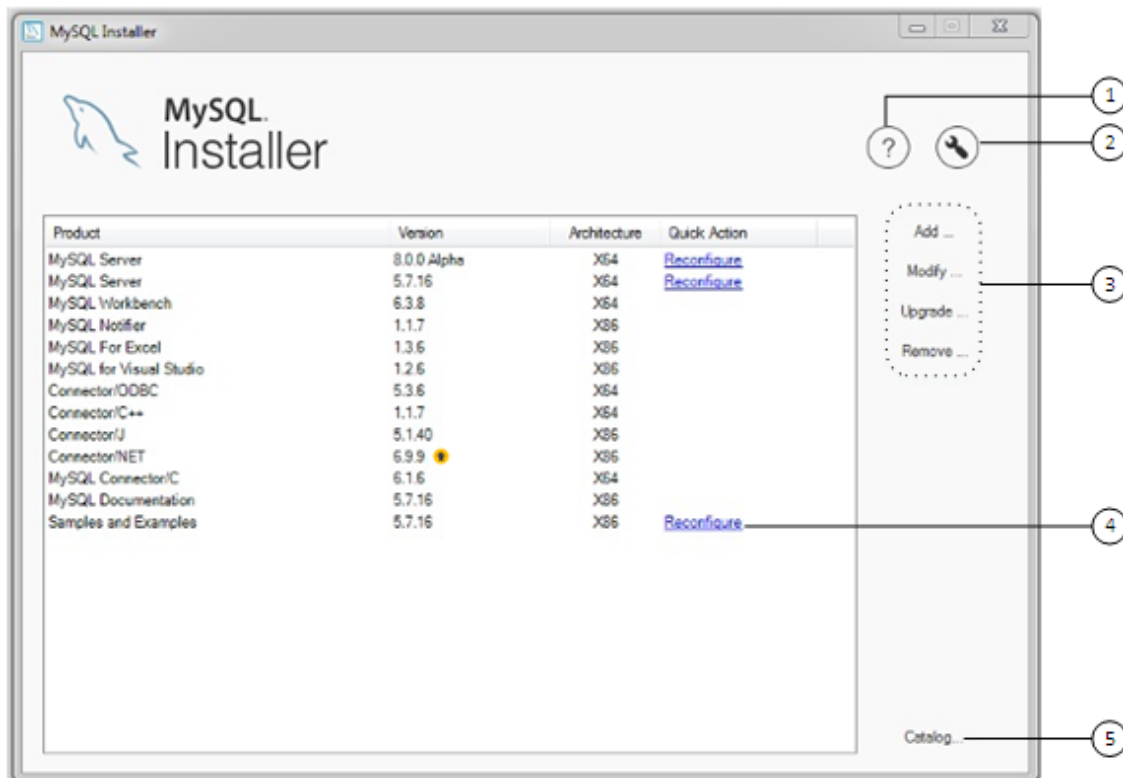 MySQL Installer
MySQL.
Installer
1
?
2
Product Version Architecture Quick Action
MySQL Server 8.0.0 Alpha X64 Reconfigure
MySQL Server 5.7.16 X64 Reconfigure
MySQL Workbench 6.3.8 X64
MySQL Notifier 1.1.7 X86
MySQL For Excel 1.3.6 X86
MySQL for Visual Studio 1.2.6 X86
Connector/ODBC 5.3.6 X64
Connector/C++ 1.1.7 X64
Connector/J 5.1.40 X86
Connector/NET 6.9.9 X86
MySQL Connector/C 6.1.6 X64
MySQL Documentation 5.7.16 X86
Samples and Examples 5.7.16 X86 Reconfigure
Add ...
Modify ...
Upgrade ...
Remove ...
3
4
Catalog...
5